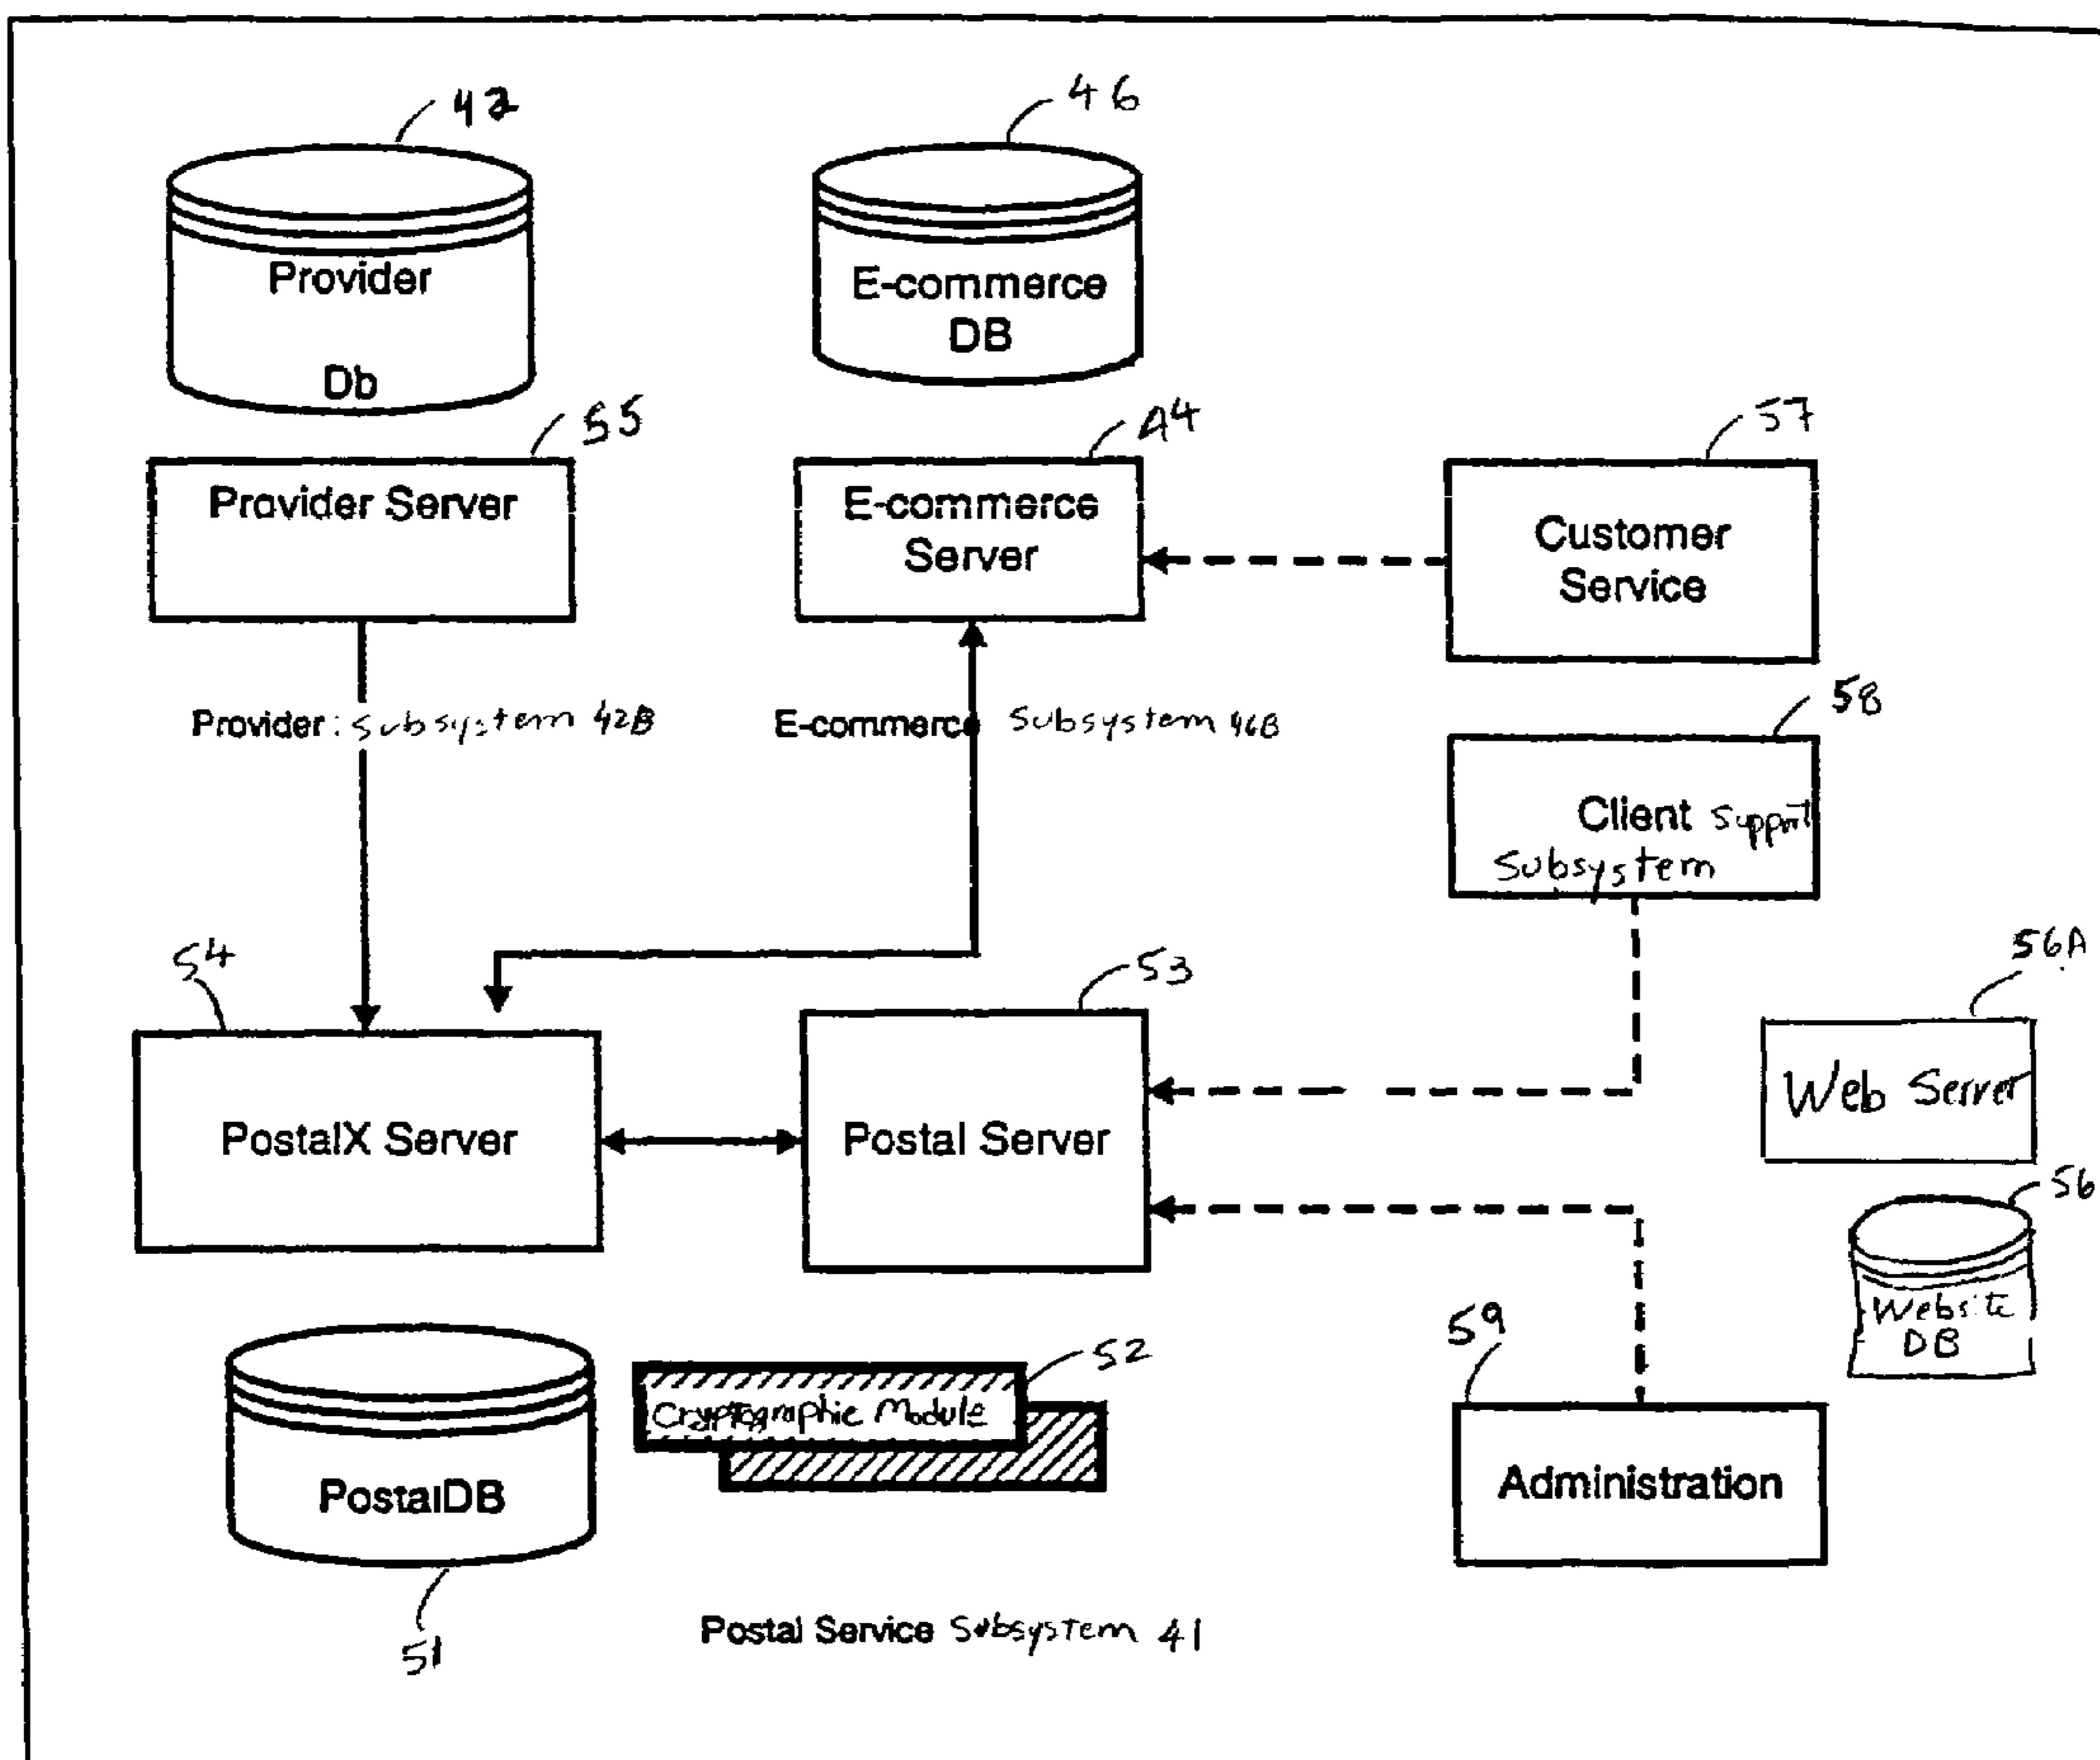 42
46
Provider
Db
E-commerce
DB
55
44
57
Provider Server
E-commerce
Server
Customer
Service
Provider: Subsystem 42B
E-commerce Subsystem 46B
58
Client Support
Subsystem
54
53
56A
PostalX Server
Postal Server
Web Server
56
Website
DB
52
Cryptographic Module
59
PostalDB
Administration
51
Postal Service Subsystem 41